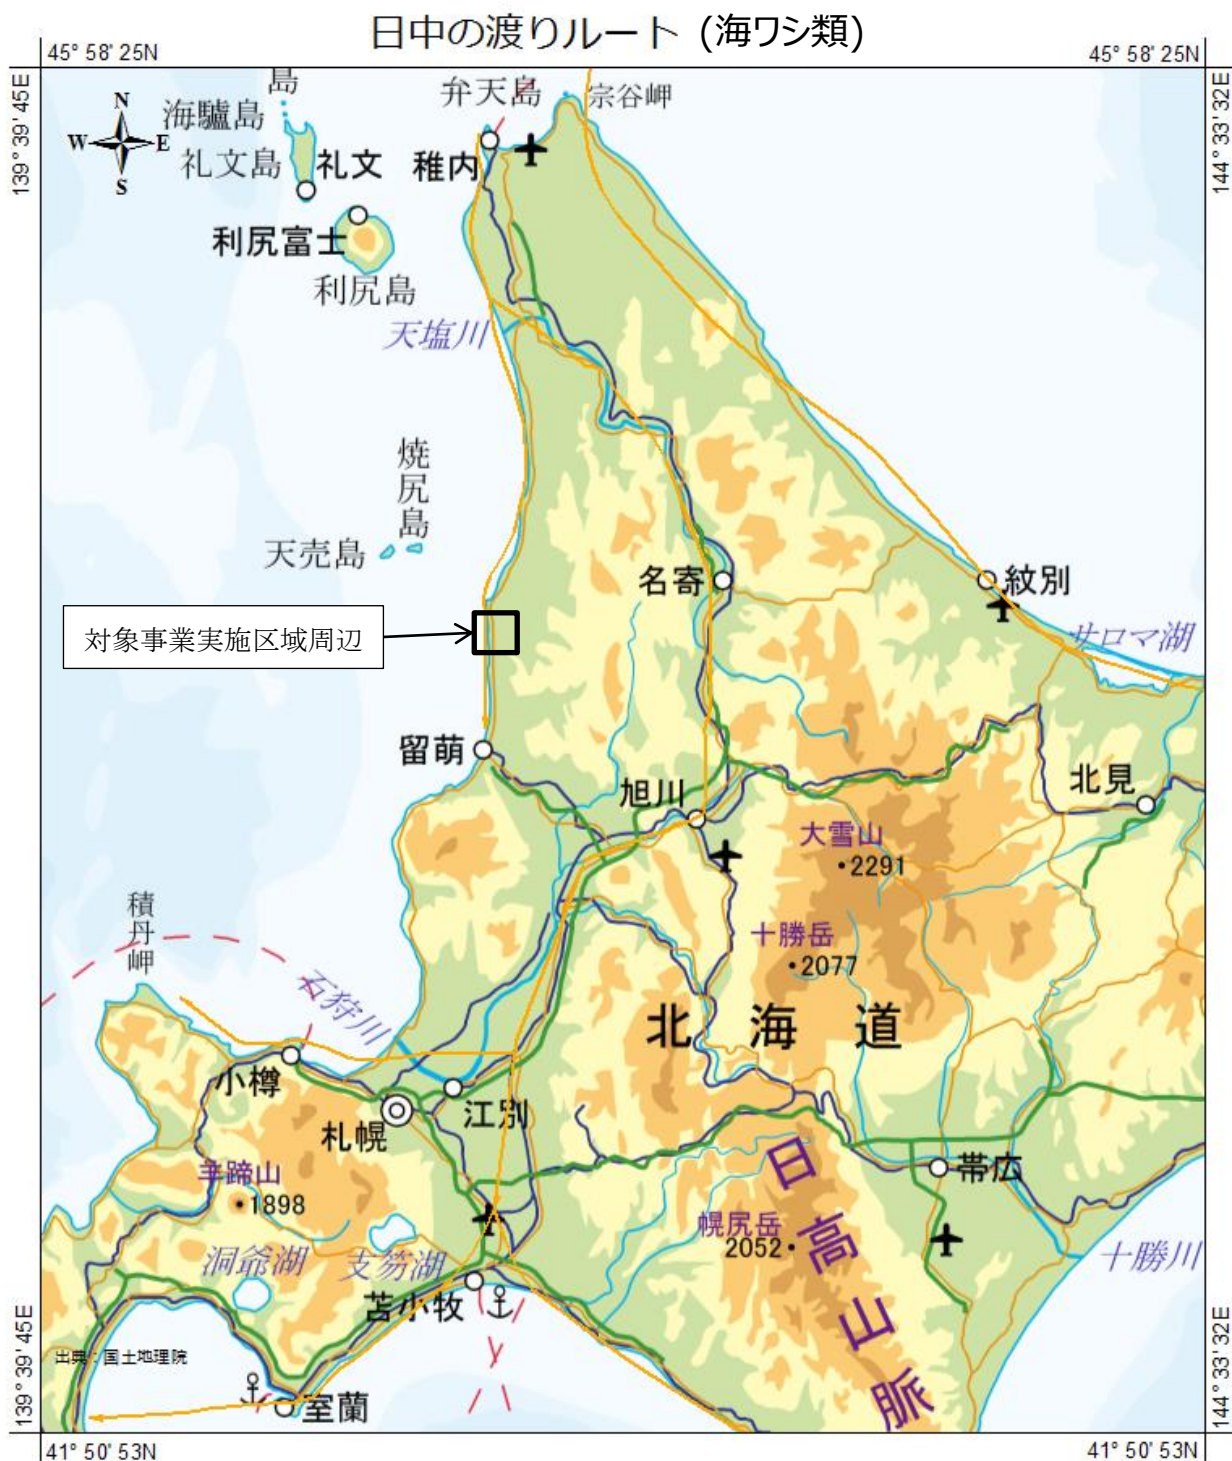 日中の渡りルート (海ワシ類)
45° 58' 25N
45° 58' 25N
139° 39' 45E
144° 33' 32E
島
弁天島
宗谷岬
海驢島
N
W
E
S
礼文島
礼文
稚内
利尻富士
利尻島
天塩川
焼尻島
天売島
名寄
紋別
対象事業実施区域周辺
サロマ湖
留萌
旭川
北見
大雪山
2291
積丹岬
十勝岳
2077
石狩川
北海道
小樽
江別
札幌
羊蹄山
1898
日高山脈
帯広
幌尻岳
2052
洞爺湖
支笏湖
十勝川
苫小牧
出典：国土地理院
室蘭
139° 39' 45E
144° 33' 32E
41° 50' 53N
41° 50' 53N